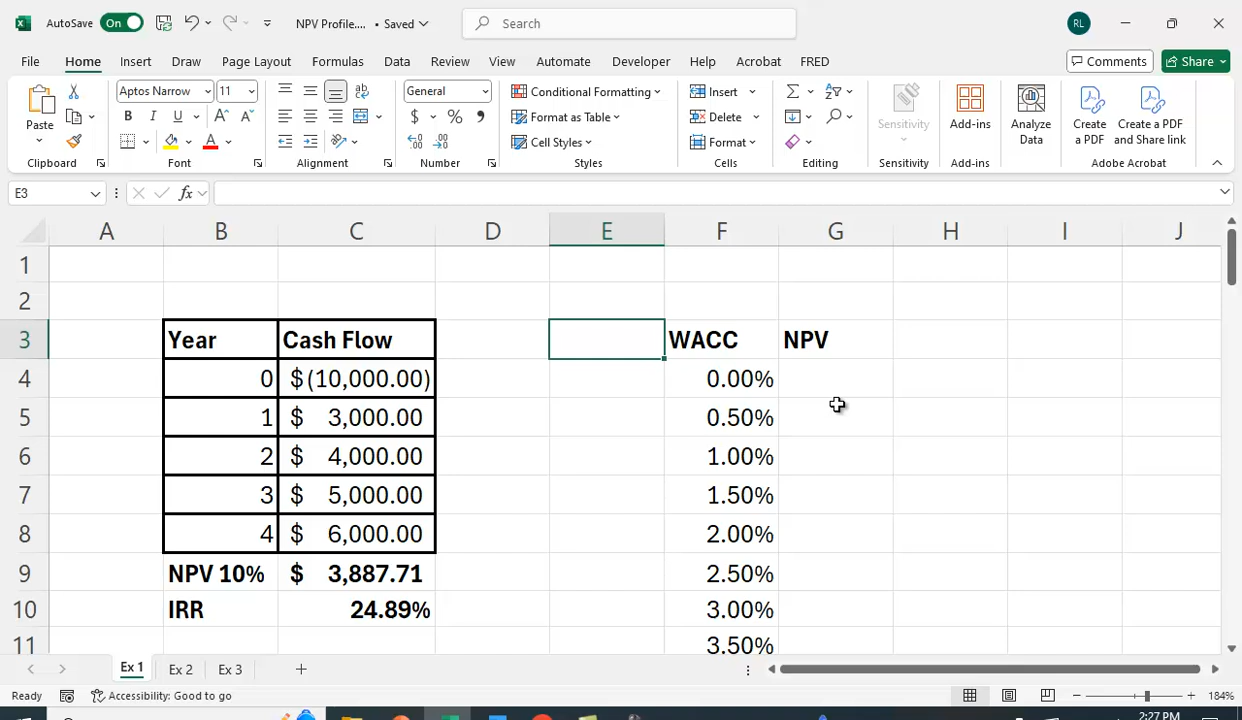 AutoSave On NPV Profile.... • Saved Search RL
File Home Insert Draw Page Layout Formulas Data Review View Automate Developer Help Acrobat FRED Comments Share
Paste Aptos Narrow 11 General Conditional Formatting Insert Sensitivity Add-ins Analyze Data Create a PDF Create a PDF and Share link
B I U A A $ % , Format as Table Delete
A Cell Styles Format
Clipboard Font Alignment Number Styles Cells Editing Sensitivity Add-ins Adobe Acrobat
E3 fx
A B C D E F G H I J
1
2
3 Year Cash Flow WACC NPV
4 0 $(10,000.00) 0.00%
5 1 $ 3,000.00 0.50%
6 2 $ 4,000.00 1.00%
7 3 $ 5,000.00 1.50%
8 4 $ 6,000.00 2.00%
9 NPV 10% $ 3,887.71 2.50%
10 IRR 24.89% 3.00%
11 3.50%
Ex 1 Ex 2 Ex 3
Ready Accessibility: Good to go 184%
2:27 PM